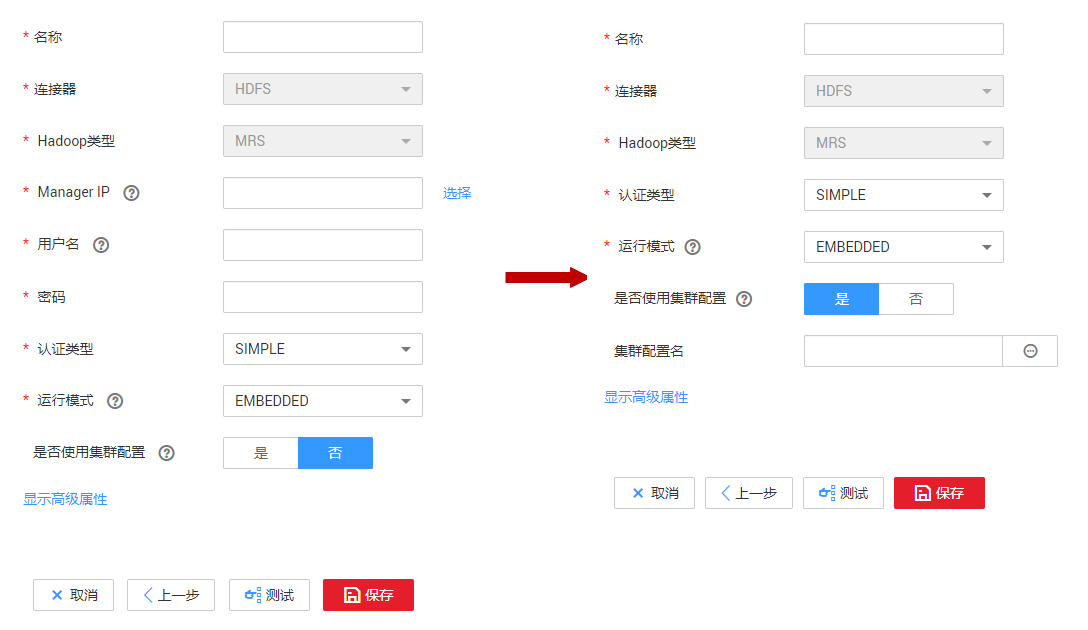 * 名称
* 连接器 HDFS
* Hadoop类型 MRS
* Manager IP ? 选择
* 用户名 ?
* 密码
* 认证类型 SIMPLE
* 运行模式 ? EMBEDDED
是否使用集群配置 ? 是 否
显示高级属性
取消 上一步 测试 保存
* 名称
* 连接器 HDFS
* Hadoop类型 MRS
* 认证类型 SIMPLE
* 运行模式 ? EMBEDDED
是否使用集群配置 ? 是 否
集群配置名
显示高级属性
取消 上一步 测试 保存